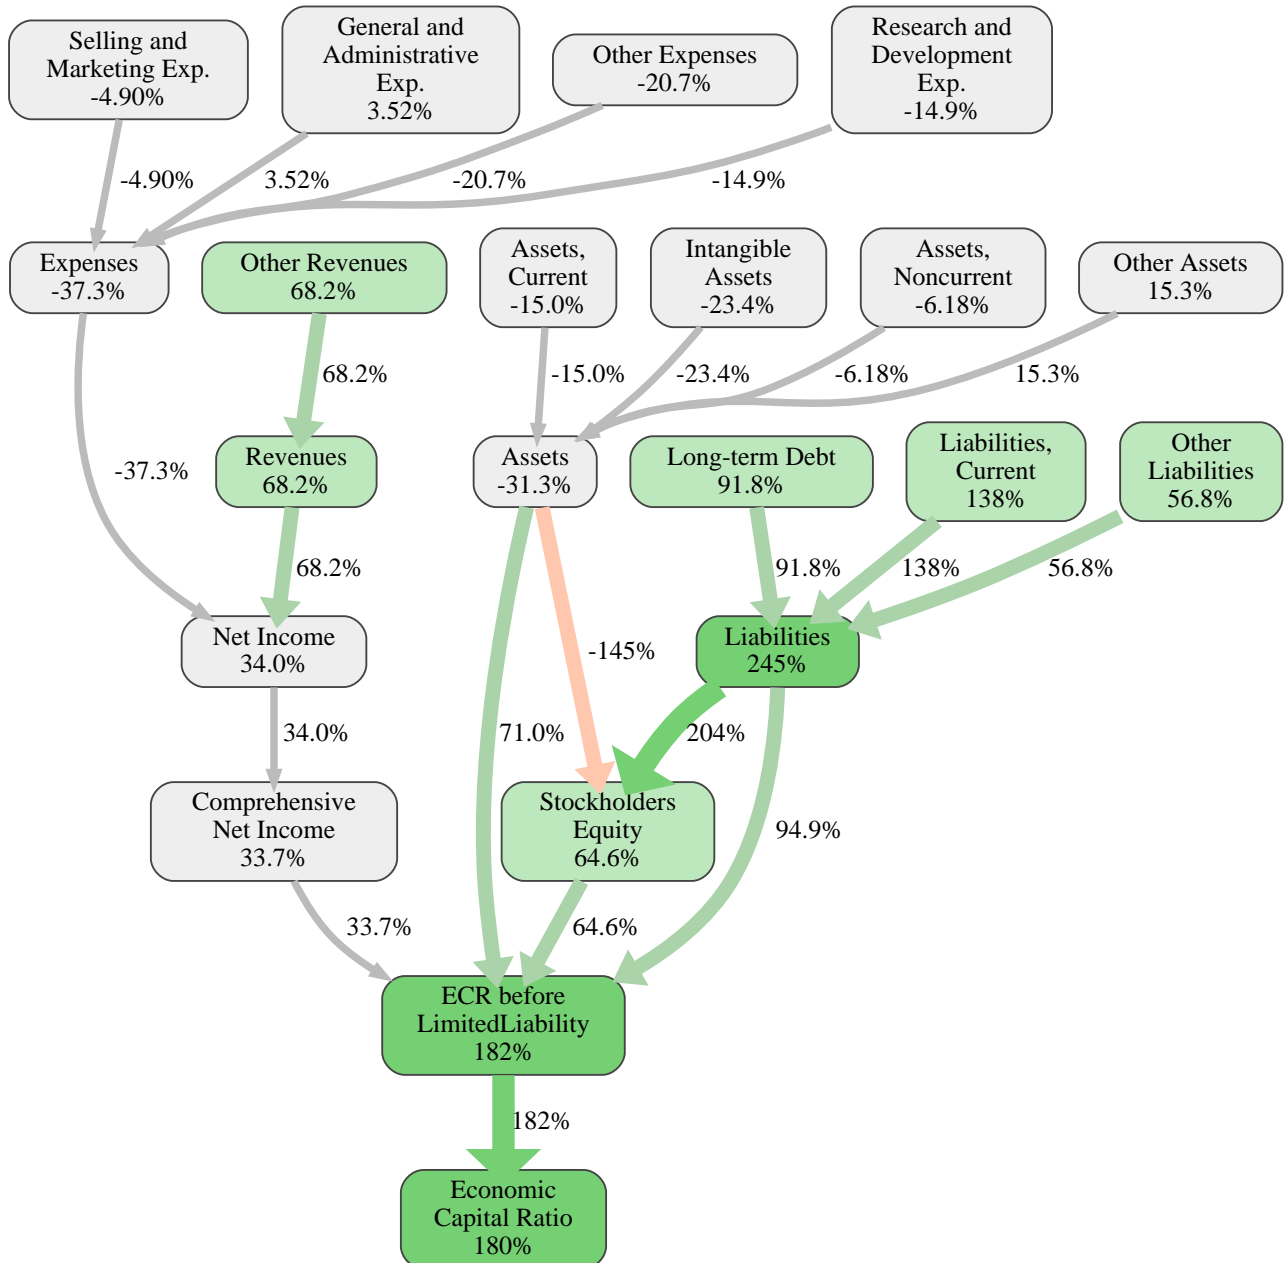 Selling and
Marketing Exp.
-4.90%
General and
Administrative
Exp.
3.52%
Other Expenses
-20.7%
Research and
Development
Exp.
-14.9%
-4.90%
3.52%
-20.7%
-14.9%
Expenses
-37.3%
Other Revenues
68.2%
Assets,
Current
-15.0%
Intangible
Assets
-23.4%
Assets,
Noncurrent
-6.18%
Other Assets
15.3%
68.2%
-15.0%
-23.4%
-6.18%
15.3%
-37.3%
Revenues
68.2%
Assets
-31.3%
Long-term Debt
91.8%
Liabilities,
Current
138%
Other
Liabilities
56.8%
68.2%
91.8%
138%
56.8%
Net Income
34.0%
-145%
Liabilities
245%
34.0%
71.0%
204%
Comprehensive
Net Income
33.7%
Stockholders
Equity
64.6%
94.9%
33.7%
64.6%
ECR before
LimitedLiability
182%
182%
Economic
Capital Ratio
180%